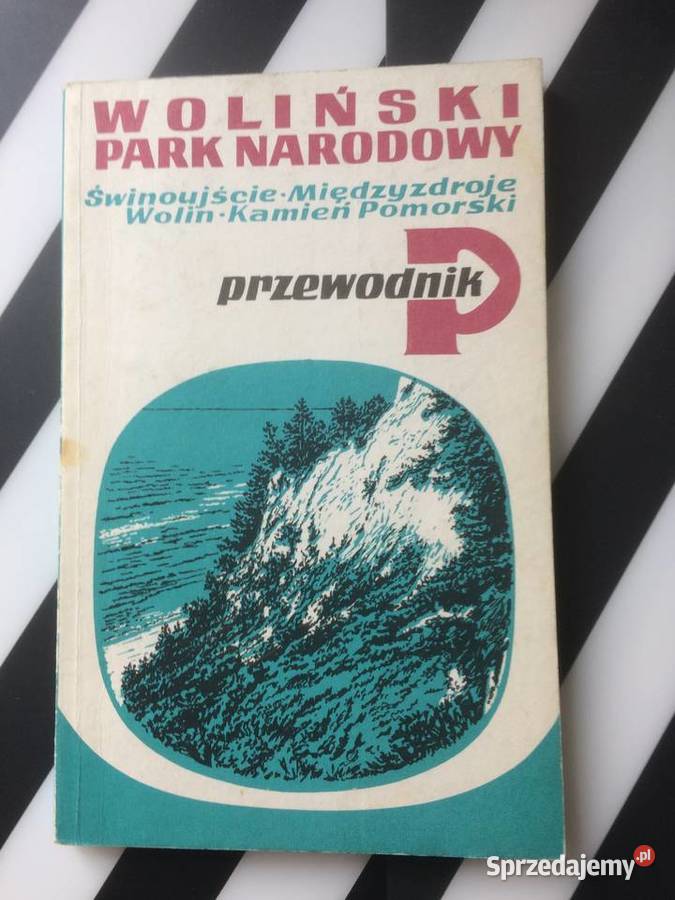 WOLIŃSKI
PARK NARODOWY
Świnoujście·Międzyzdroje
Wolin·Kamień Pomorski
przewodnik
P
Sprzedajemy.pl